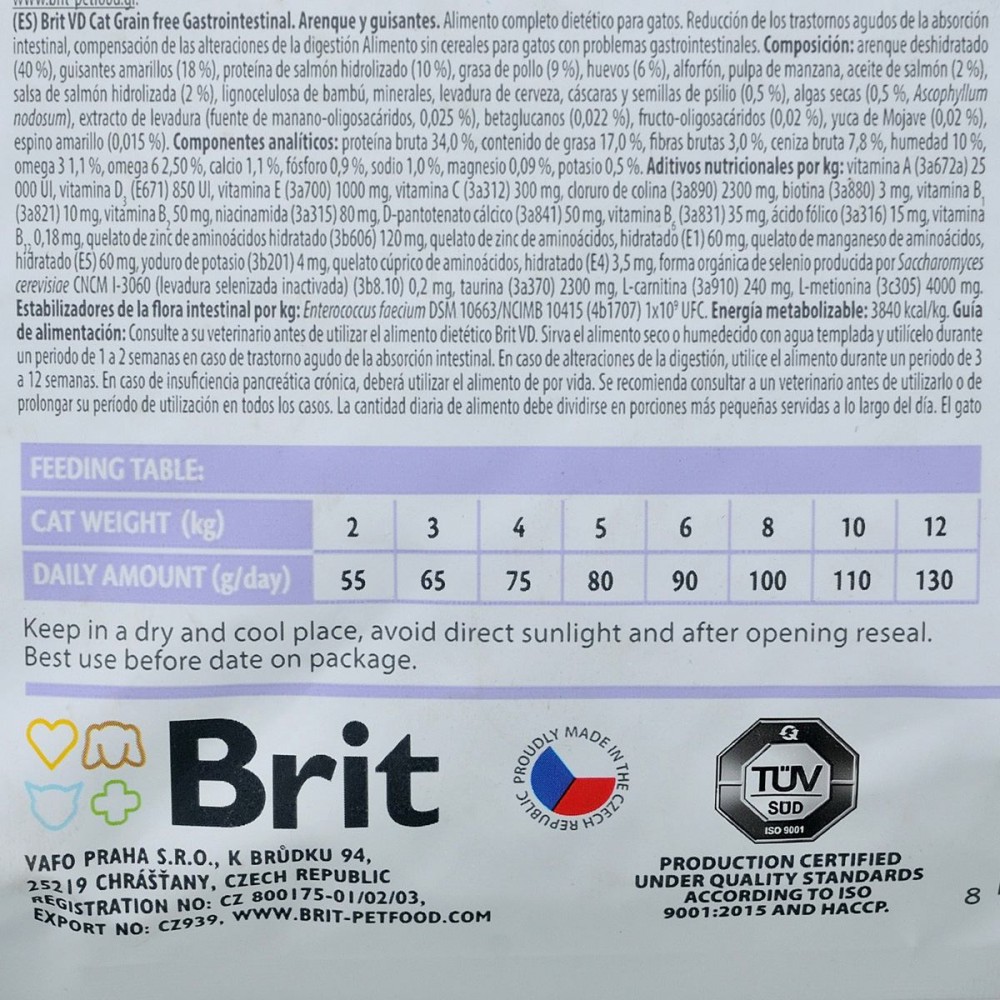 (ES) Brit VD Cat Grain free Gastrointestinal. Arenque y guisantes. Alimento completo dietético para gatos. Reducción de los trastornos agudos de la absorción
intestinal, compensación de las alteraciones de la digestión Alimento sin cereales para gatos con problemas gastrointestinales. Composición: arenque deshidratado
(40 %), guisantes amarillos (18 %), proteína de salmón hidrolizado (10 %), grasa de pollo (9 %), huevos (6 %), alforfón, pulpa de manzana, aceite de salmón (2 %),
salsa de salmón hidrolizada (2 %), lignocelulosa de bambú, minerales, levadura de cerveza, cáscaras y semillas de psilio (0,5 %), algas secas (0,5 %, Ascophyllum
nodosum), extracto de levadura (fuente de manano-oligosacáridos, 0,025 %), betaglucanos (0,022 %), fructo-oligosacáridos (0,02 %), yuca de Mojave (0,02 %),
espino amarillo (0,015 %). Componentes analíticos: proteína bruta 34,0 %, contenido de grasa 17,0 %, fibras brutas 3,0 %, ceniza bruta 7,8 %, humedad 10 %,
omega 3 1,1 %, omega 6 2,50 %, calcio 1,1 %, fósforo 0,9 %, sodio 1,0 %, magnesio 0,09 %, potasio 0,5 %. Aditivos nutricionales por kg: vitamina A (3a672a) 25
000 UI, vitamina D₃ (E671) 850 UI, vitamina E (3a700) 1000 mg, vitamina C (3a312) 300 mg, cloruro de colina (3a890) 2300 mg, biotina (3a880) 3 mg, vitamina B₁
(3a821) 10 mg, vitamina B₂ 50 mg, niacinamida (3a315) 80 mg, D-pantotenato cálcico (3a841) 50 mg, vitamina B₆ (3a831) 35 mg, ácido fólico (3a316) 15 mg, vitamina
B₁₂ 0,18 mg, quelato de zinc de aminoácidos hidratado (3b606) 120 mg, quelato de zinc de aminoácidos, hidratado (E1) 60 mg, quelato de manganeso de aminoácidos,
hidratado (E5) 60 mg, yoduro de potasio (3b201) 4 mg, quelato cúprico de aminoácidos, hidratado (E4) 3,5 mg, forma orgánica de selenio producida por Saccharomyces
cerevisiae CNCM I-3060 (levadura selenizada inactivada) (3b8.10) 0,2 mg, taurina (3a370) 2300 mg, L-carnitina (3a910) 240 mg, L-metionina (3c305) 4000 mg.
Estabilizadores de la flora intestinal por kg: Enterococcus faecium DSM 10663/NCIMB 10415 (4b1707) 1x10⁹ UFC. Energía metabolizable: 3840 kcal/kg. Guía
de alimentación: Consulte a su veterinario antes de utilizar el alimento dietético Brit VD. Sirva el alimento seco o humedecido con agua templada y utilícelo durante
un periodo de 1 a 2 semanas en caso de trastorno agudo de la absorción intestinal. En caso de alteraciones de la digestión, utilice el alimento durante un periodo de 3
a 12 semanas. En caso de insuficiencia pancreática crónica, deberá utilizar el alimento de por vida. Se recomienda consultar a un veterinario antes de utilizarlo o de
prolongar su período de utilización en todos los casos. La cantidad diaria de alimento debe dividirse en porciones más pequeñas servidas a lo largo del día. El gato
FEEDING TABLE:
CAT WEIGHT (kg) 2 3 4 5 6 8 10 12
DAILY AMOUNT (g/day) 55 65 75 80 90 100 110 130
Keep in a dry and cool place, avoid direct sunlight and after opening reseal.
Best use before date on package.
Brit
PROUDLY MADE IN THE CZECH REPUBLIC
TÜV
SÜD
ISO 9001
VAFO PRAHA S.R.O., K BRŮDKU 94,
25219 CHRÁŠŤANY, CZECH REPUBLIC
REGISTRATION NO: CZ 800175-01/02/03,
EXPORT NO: CZ939, WWW.BRIT-PETFOOD.COM
PRODUCTION CERTIFIED
UNDER QUALITY STANDARDS
ACCORDING TO ISO
9001:2015 AND HACCP.
8